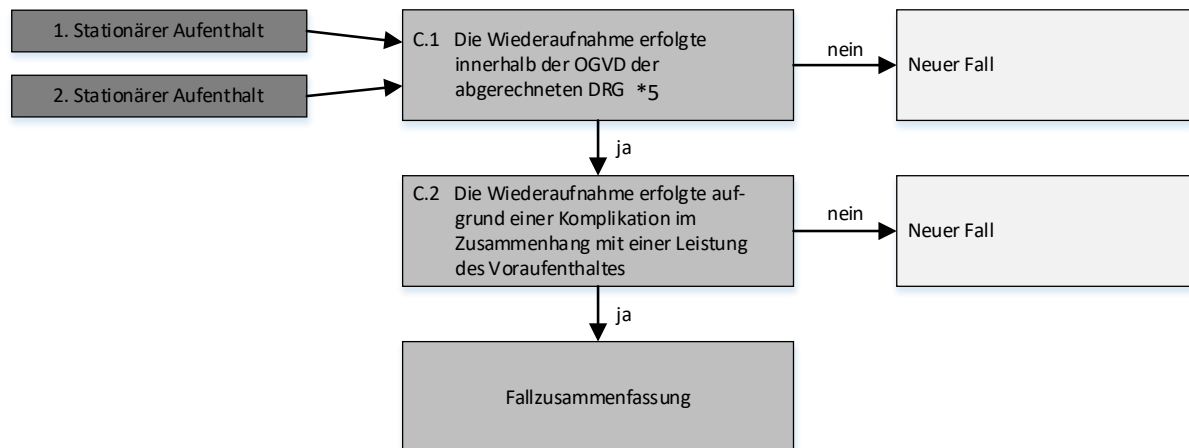 1. Stationärer Aufenthalt
2. Stationärer Aufenthalt
C.1 Die Wiederaufnahme erfolgte
innerhalb der OGVD der
abgerechneten DRG *5
nein
Neuer Fall
ja
C.2 Die Wiederaufnahme erfolgte auf-
grund einer Komplikation im
Zusammenhang mit einer Leistung
des Voraufenthaltes
nein
Neuer Fall
ja
Fallzusammenfassung